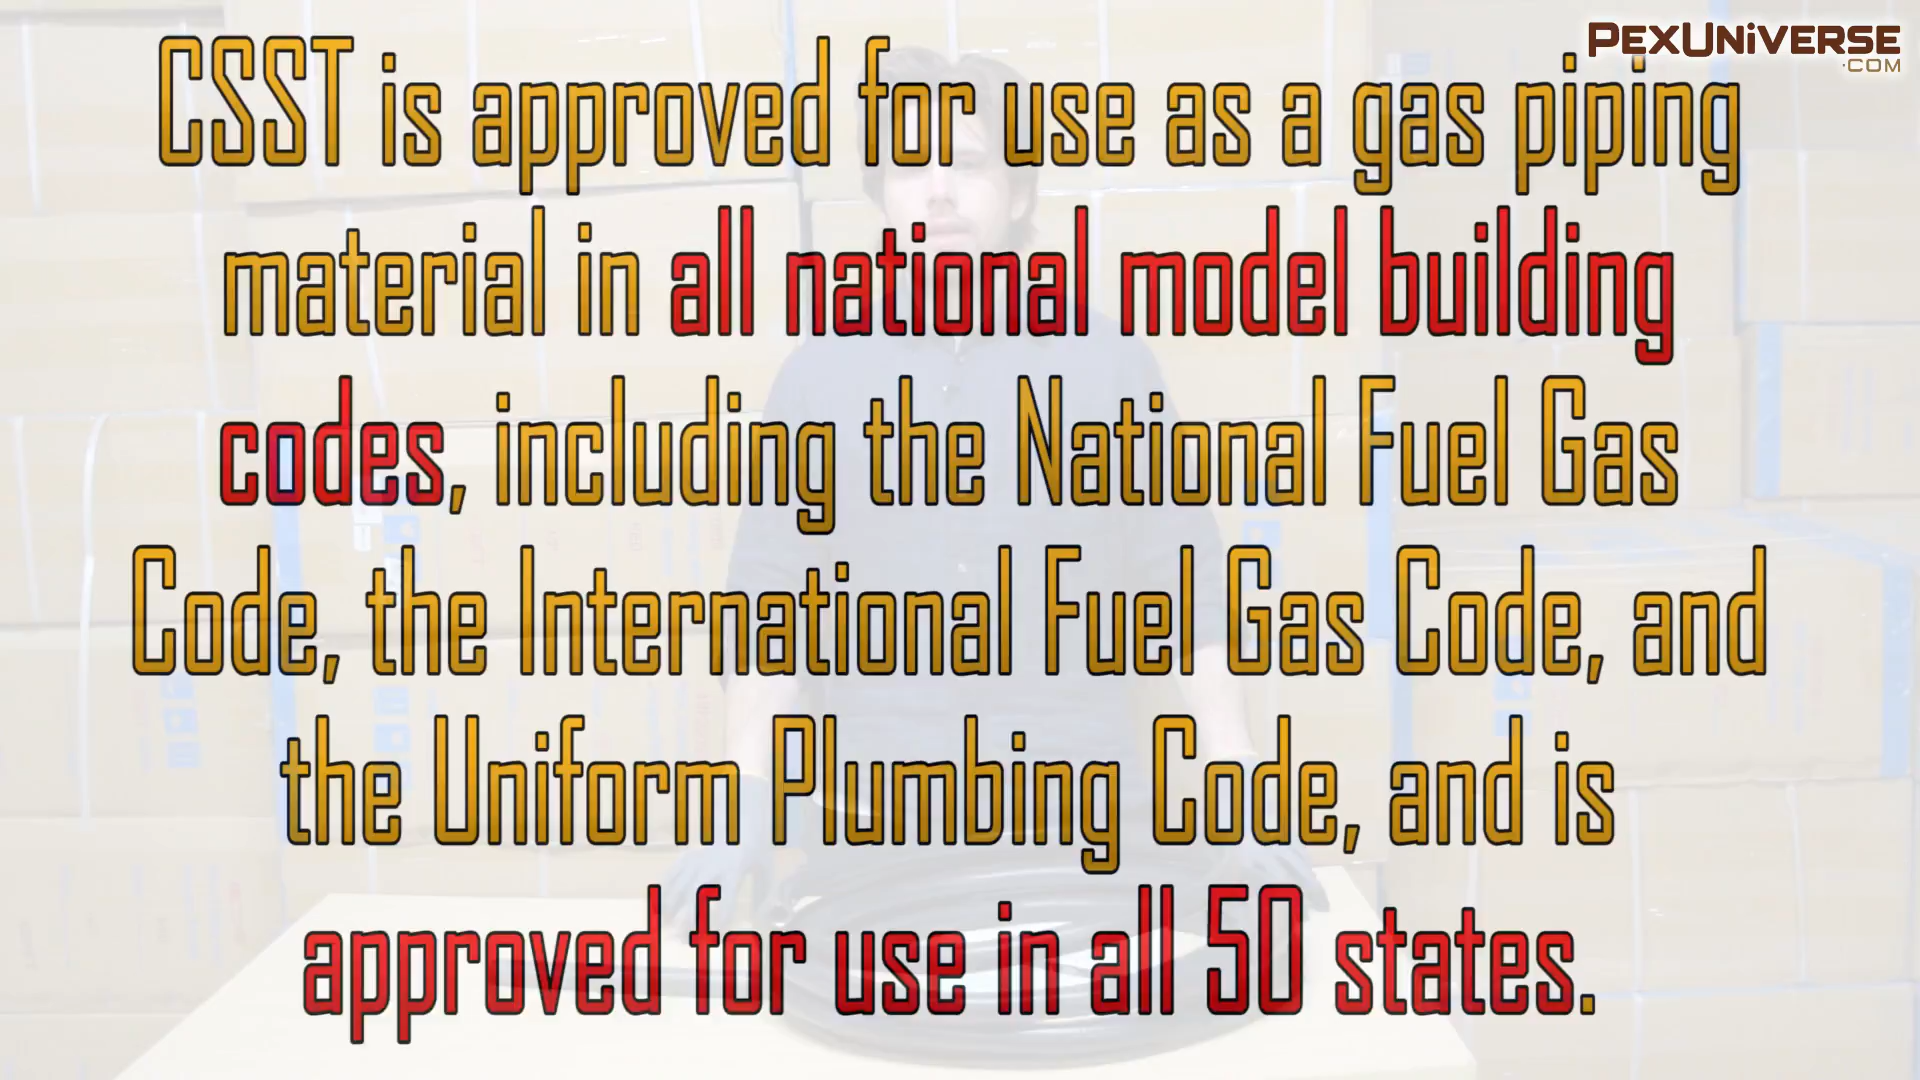 PEXUNIVERSE
.COM
CSST is approved for use as a gas piping
material in all national model building
codes, including the National Fuel Gas
Code, the International Fuel Gas Code, and
the Uniform Plumbing Code, and is
approved for use in all 50 states.